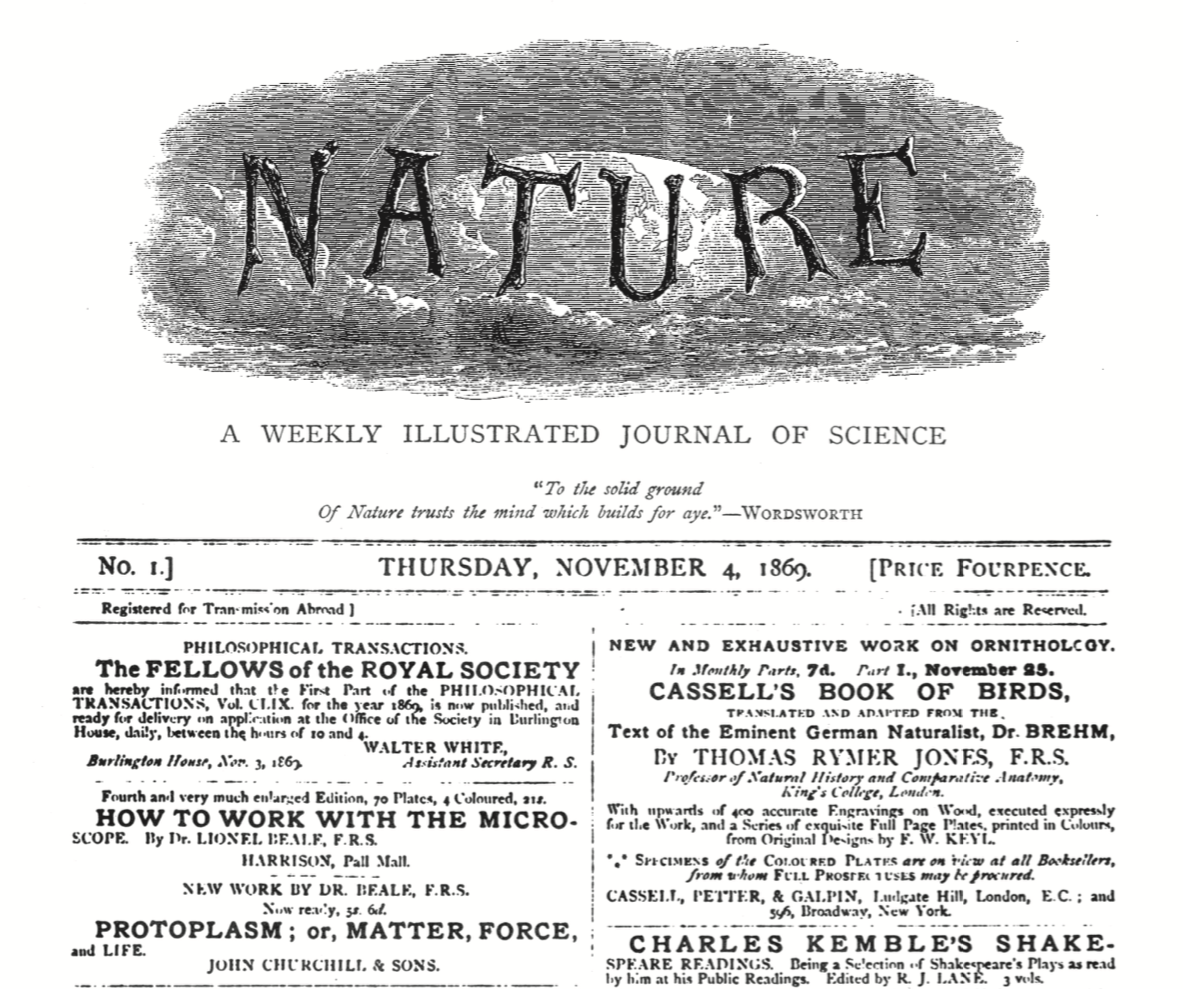 NATURE
A WEEKLY ILLUSTRATED JOURNAL OF SCIENCE
"To the solid ground
Of Nature trusts the mind which builds for aye."—WORDSWORTH
No. 1.] THURSDAY, NOVEMBER 4, 1869. [PRICE FOURPENCE.
Registered for Transmission Abroad ] [All Rights are Reserved.
PHILOSOPHICAL TRANSACTIONS.
The FELLOWS of the ROYAL SOCIETY
are hereby informed that the First Part of the PHILOSOPHICAL
TRANSACTIONS, Vol. CLIX. for the year 1869, is now published, and
ready for delivery on application at the Office of the Society in Burlington
House, daily, between the hours of 10 and 4.
WALTER WHITE,
Burlington House, Nov. 3, 1869. Assistant Secretary R. S.
Fourth and very much enlarged Edition, 70 Plates, 4 Coloured, 21s.
HOW TO WORK WITH THE MICRO-
SCOPE. By Dr. LIONEL BEALE, F.R.S.
HARRISON, Pall Mall.
NEW WORK BY DR. BEALE, F.R.S.
Now ready, 5s. 6d.
PROTOPLASM; or, MATTER, FORCE,
and LIFE.
JOHN CHURCHILL & SONS.
NEW AND EXHAUSTIVE WORK ON ORNITHOLOGY.
In Monthly Parts, 7d. Part I., November 25.
CASSELL'S BOOK OF BIRDS,
TRANSLATED AND ADAPTED FROM THE
Text of the Eminent German Naturalist, Dr. BREHM,
By THOMAS RYMER JONES, F.R.S.
Professor of Natural History and Comparative Anatomy,
King's College, London.
With upwards of 400 accurate Engravings on Wood, executed expressly
for the Work, and a Series of exquisite Full Page Plates, printed in Colours,
from Original Designs by F. W. KEYL.
*** SPECIMENS of the COLOURED PLATES are on view at all Booksellers,
from whom FULL PROSPECTUSES may be procured.
CASSELL, PETTER, & GALPIN, Ludgate Hill, London, E.C.; and
596, Broadway, New York.
CHARLES KEMBLE'S SHAKE-
SPEARE READINGS. Being a Selection of Shakespeare's Plays as read
by him at his Public Readings. Edited by R. J. LANE. 3 vols.